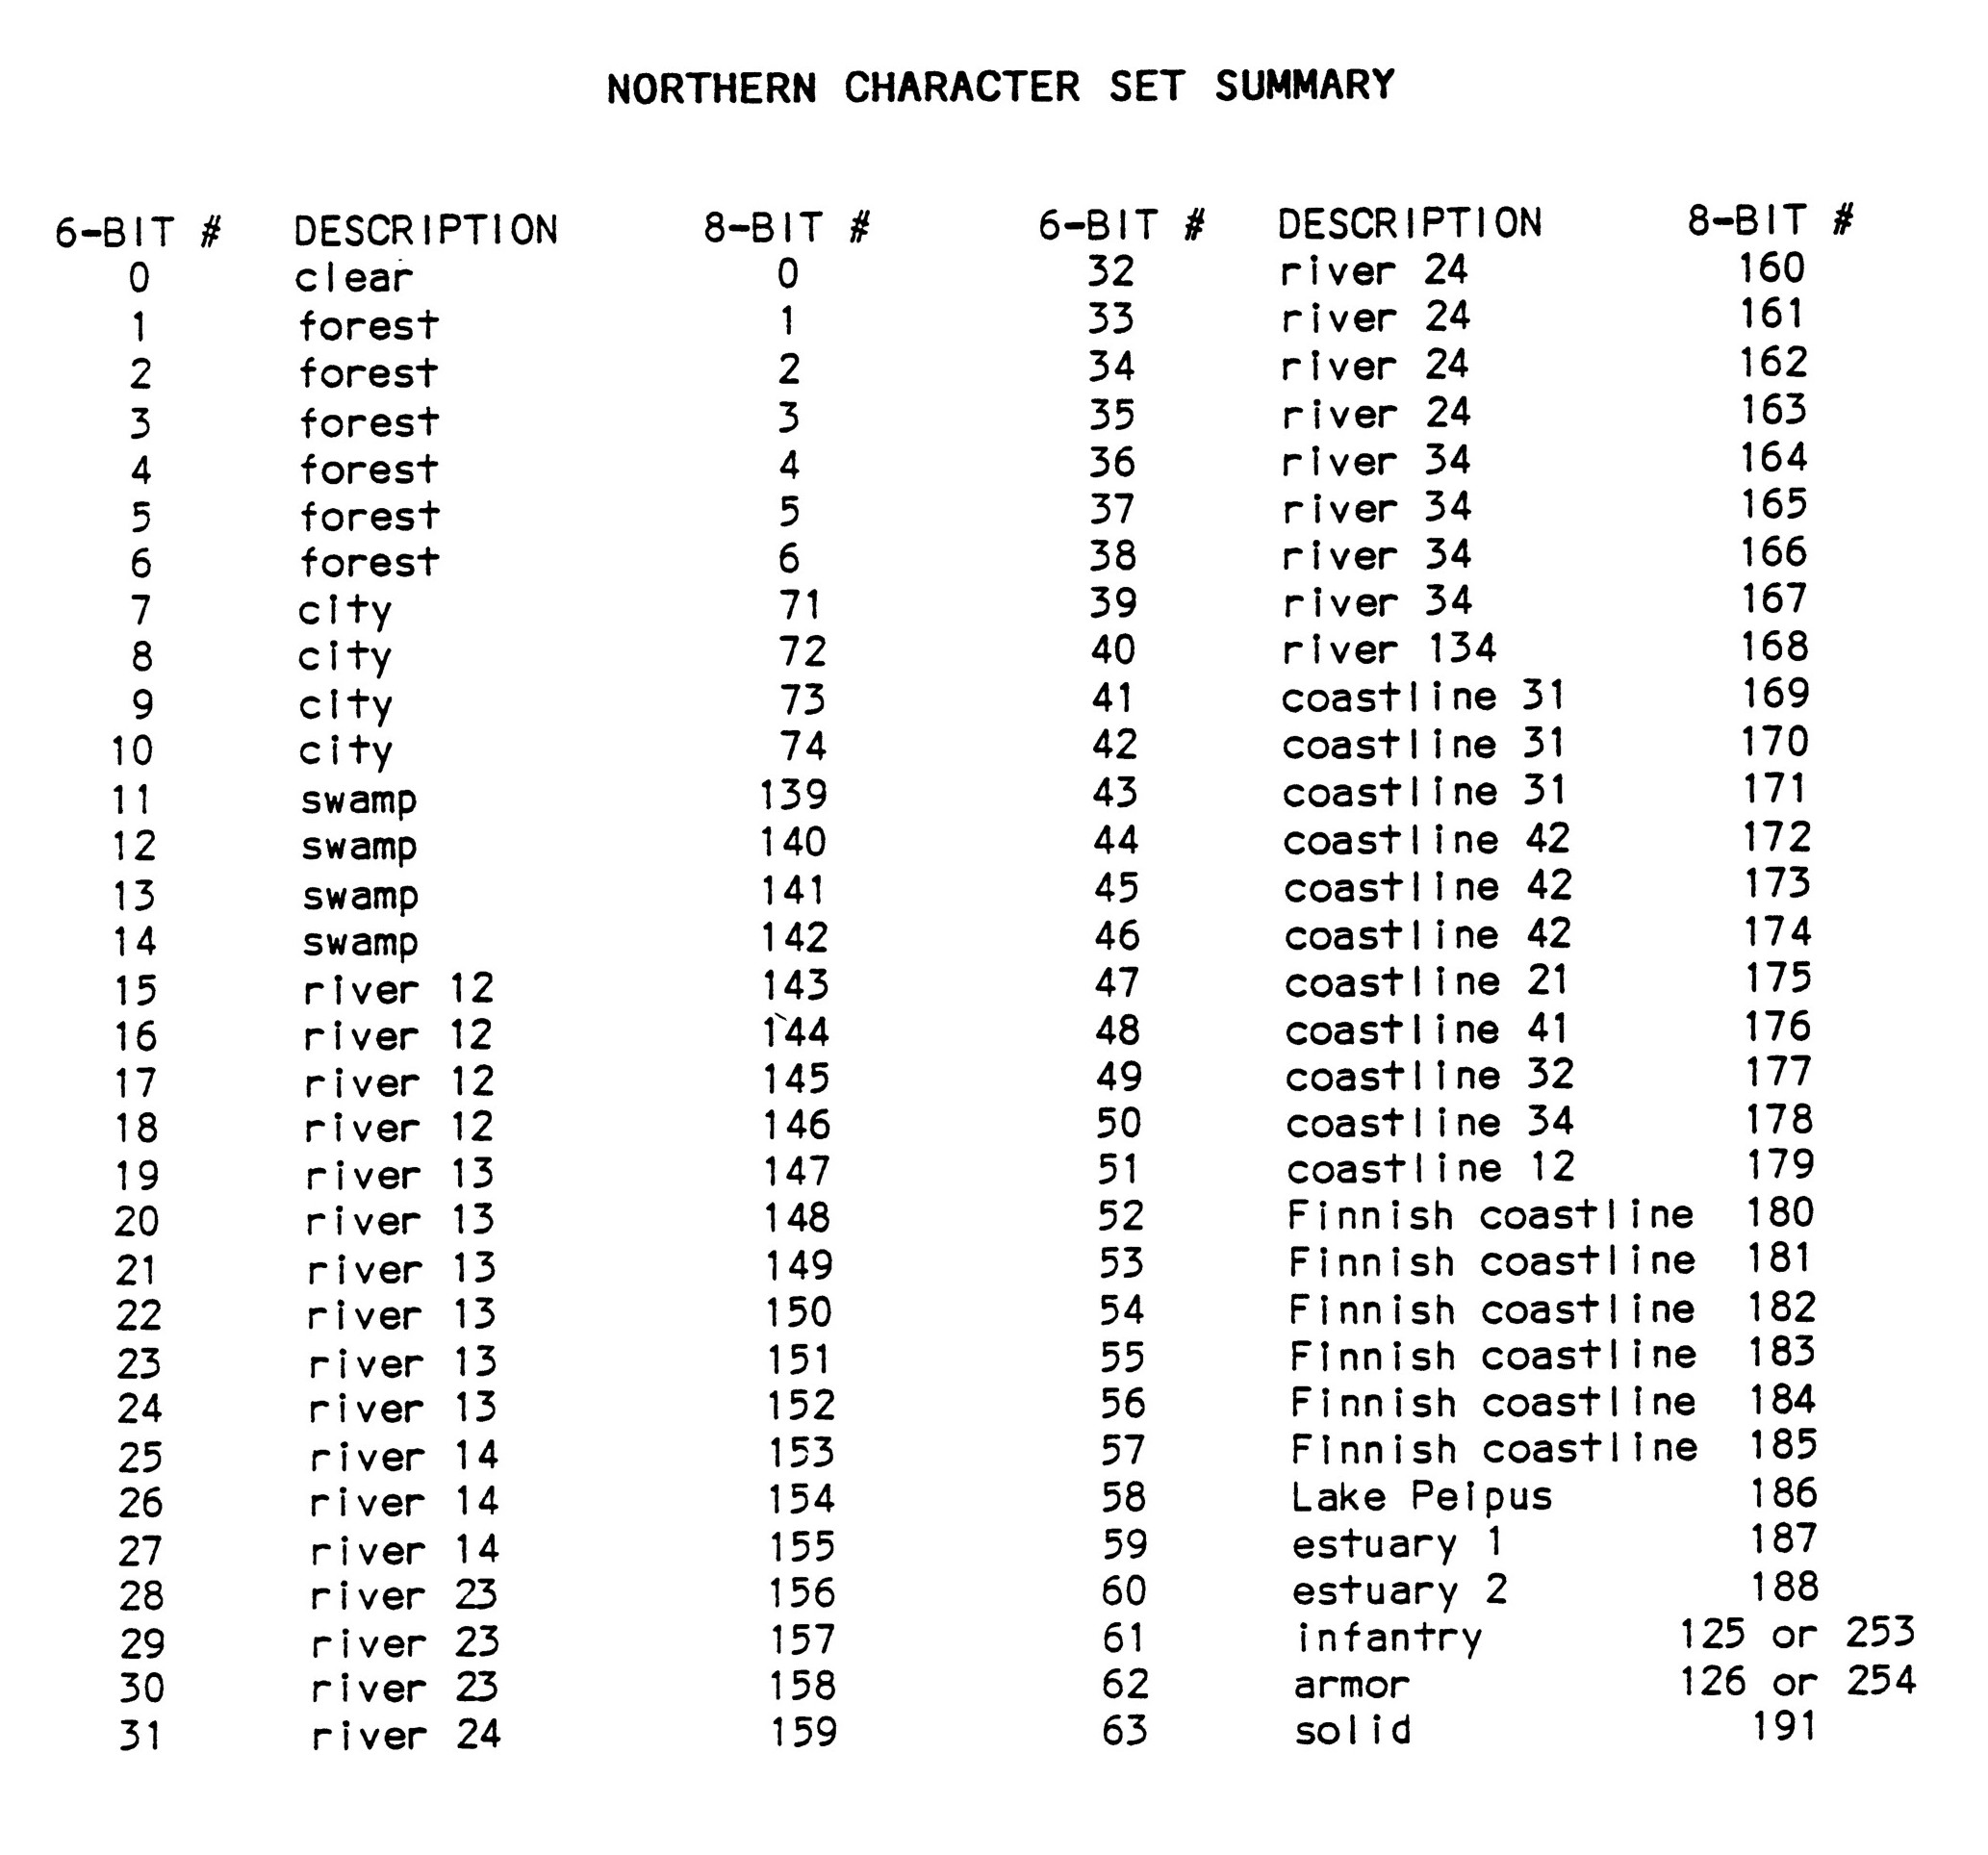 NORTHERN CHARACTER SET SUMMARY
6-BIT # DESCRIPTION 8-BIT # 6-BIT # DESCRIPTION 8-BIT #
0 clear 0 32 river 24 160
1 forest 1 33 river 24 161
2 forest 2 34 river 24 162
3 forest 3 35 river 24 163
4 forest 4 36 river 34 164
5 forest 5 37 river 34 165
6 forest 6 38 river 34 166
7 city 71 39 river 34 167
8 city 72 40 river 134 168
9 city 73 41 coastline 31 169
10 city 74 42 coastline 31 170
11 swamp 139 43 coastline 31 171
12 swamp 140 44 coastline 42 172
13 swamp 141 45 coastline 42 173
14 swamp 142 46 coastline 42 174
15 river 12 143 47 coastline 21 175
16 river 12 144 48 coastline 41 176
17 river 12 145 49 coastline 32 177
18 river 12 146 50 coastline 34 178
19 river 13 147 51 coastline 12 179
20 river 13 148 52 Finnish coastline 180
21 river 13 149 53 Finnish coastline 181
22 river 13 150 54 Finnish coastline 182
23 river 13 151 55 Finnish coastline 183
24 river 13 152 56 Finnish coastline 184
25 river 14 153 57 Finnish coastline 185
26 river 14 154 58 Lake Peipus 186
27 river 14 155 59 estuary 1 187
28 river 23 156 60 estuary 2 188
29 river 23 157 61 infantry 125 or 253
30 river 23 158 62 armor 126 or 254
31 river 24 159 63 solid 191